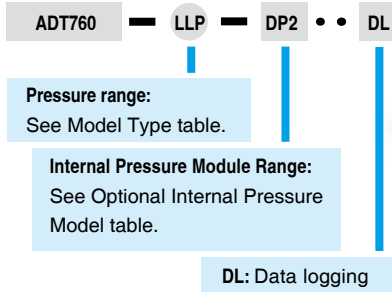 ADT760 — LLP — DP2 • • DL
Pressure range:
See Model Type table.
Internal Pressure Module Range:
See Optional Internal Pressure
Model table.
DL: Data logging